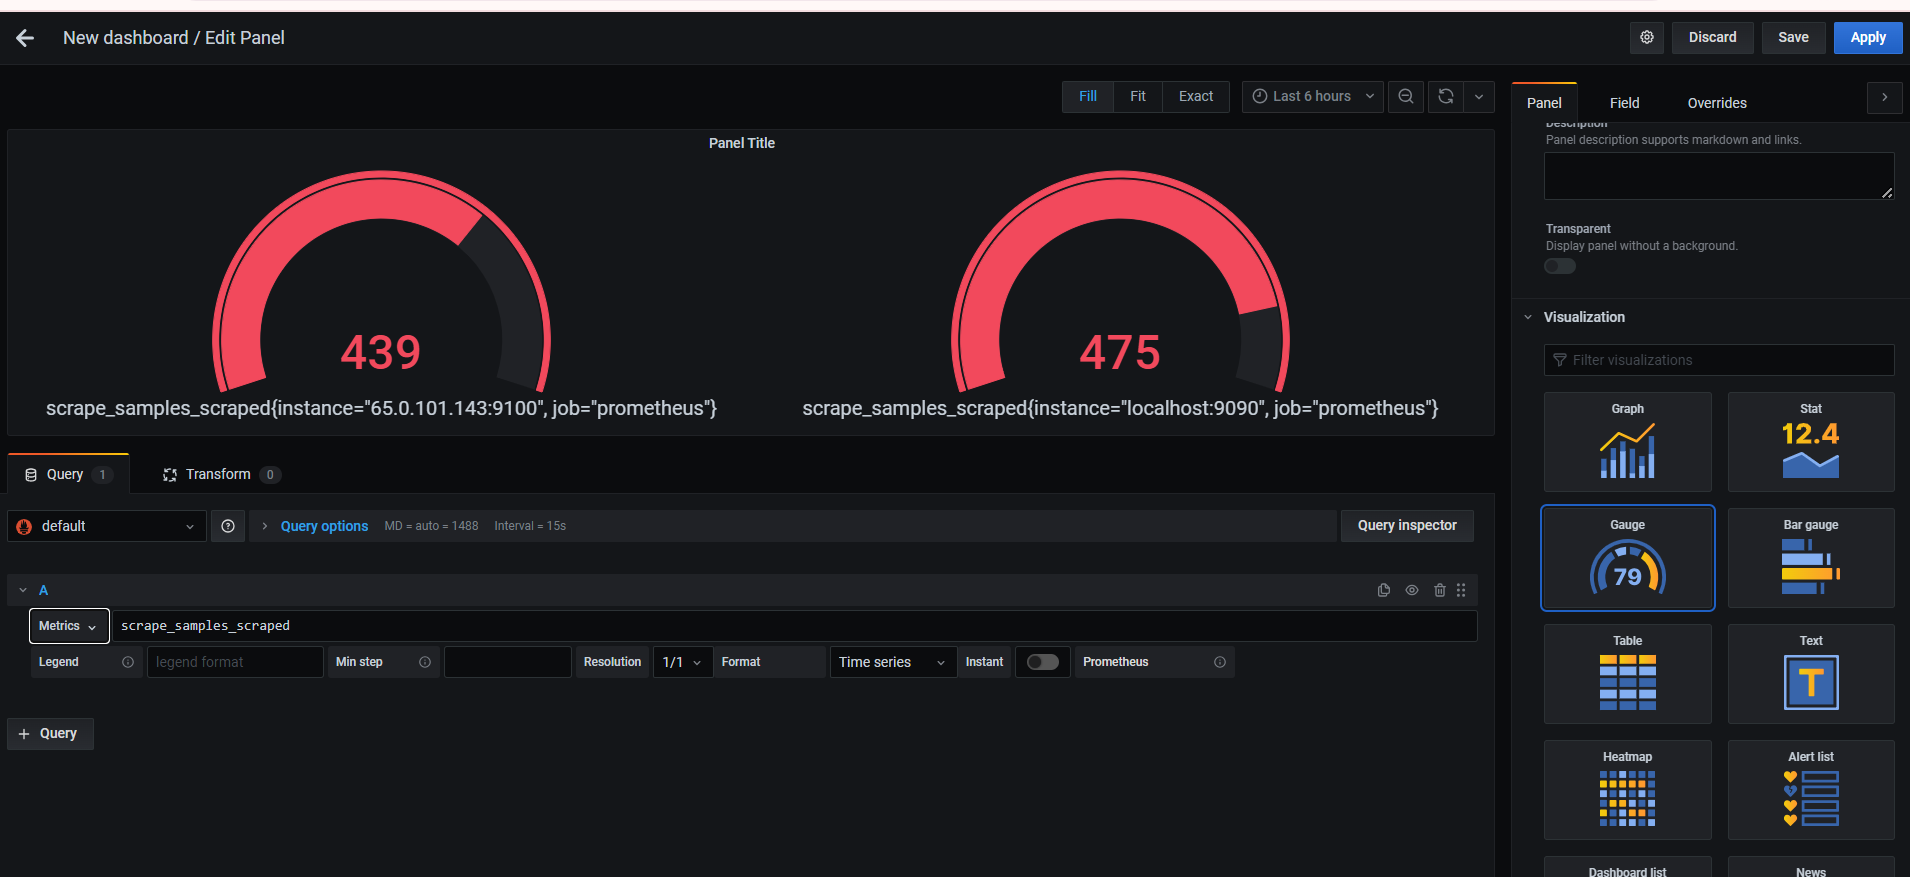 New dashboard / Edit Panel
Discard
Save
Apply
Fill
Fit
Exact
Last 6 hours
Panel
Field
Overrides
Panel Title
439
scrape_samples_scraped{instance="65.0.101.143:9100", job="prometheus"}
475
scrape_samples_scraped{instance="localhost:9090", job="prometheus"}
Query 1
Transform 0
default
Query options MD = auto = 1488 Interval = 15s
Query inspector
A
Metrics
scrape_samples_scraped
Legend
legend format
Min step
Resolution
1/1
Format
Time series
Instant
Prometheus
+ Query
Description
Panel description supports markdown and links.
Transparent
Display panel without a background.
Visualization
Filter visualizations
Graph
Stat
12.4
Gauge
79
Bar gauge
Table
Text
T
Heatmap
Alert list
Dashboard list
News